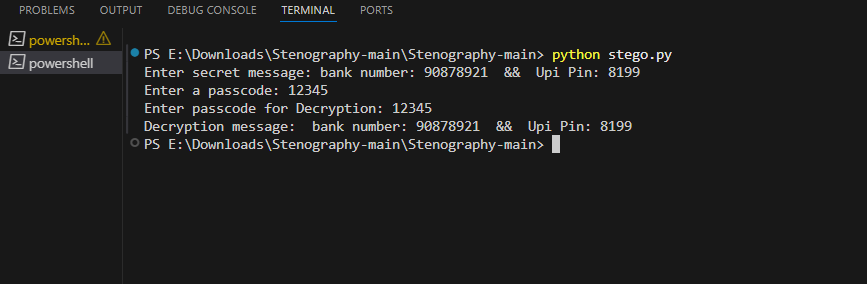 PROBLEMS OUTPUT DEBUG CONSOLE TERMINAL PORTS
powersh...
powershell
PS E:\Downloads\Stenography-main\Stenography-main> python stego.py
Enter secret message: bank number: 90878921  &&  Upi Pin: 8199
Enter a passcode: 12345
Enter passcode for Decryption: 12345
Decryption message:  bank number: 90878921  &&  Upi Pin: 8199
PS E:\Downloads\Stenography-main\Stenography-main>